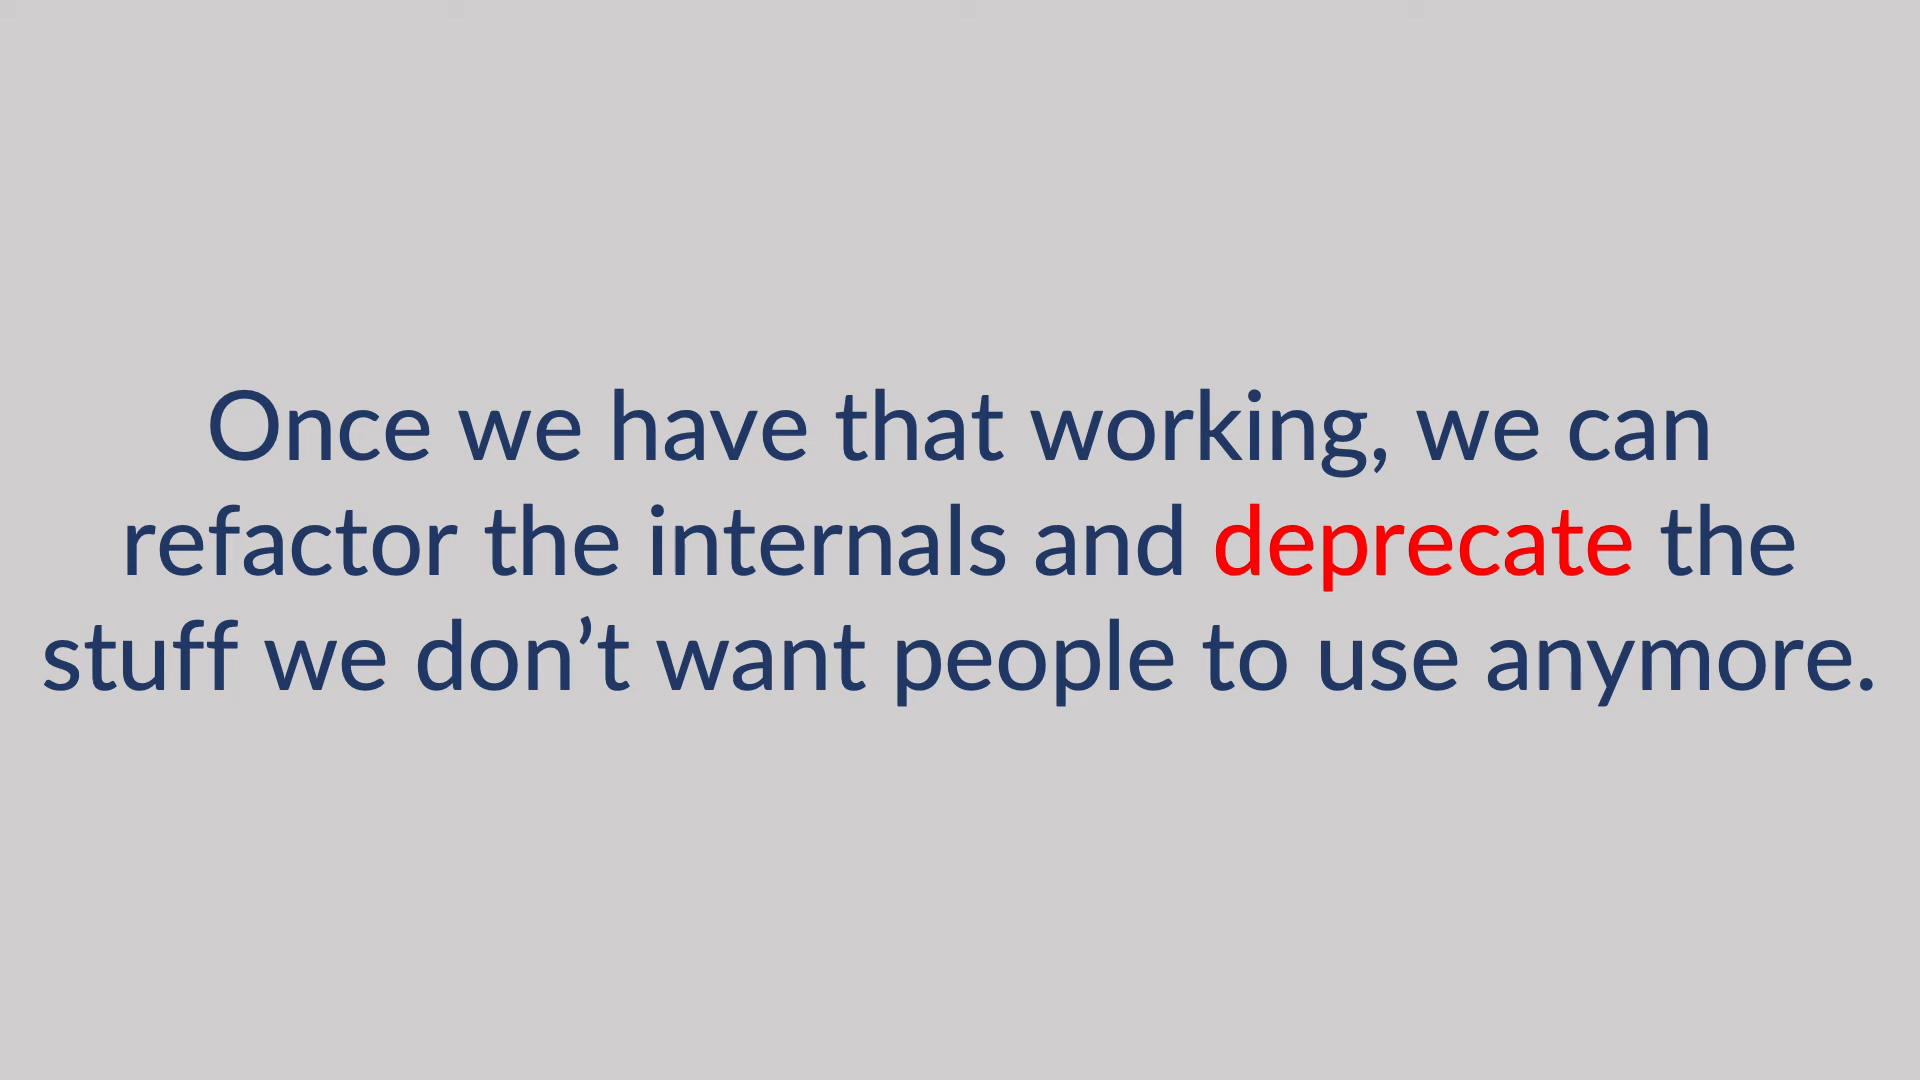 Once we have that working, we can
refactor the internals and deprecate the
stuff we don’t want people to use anymore.